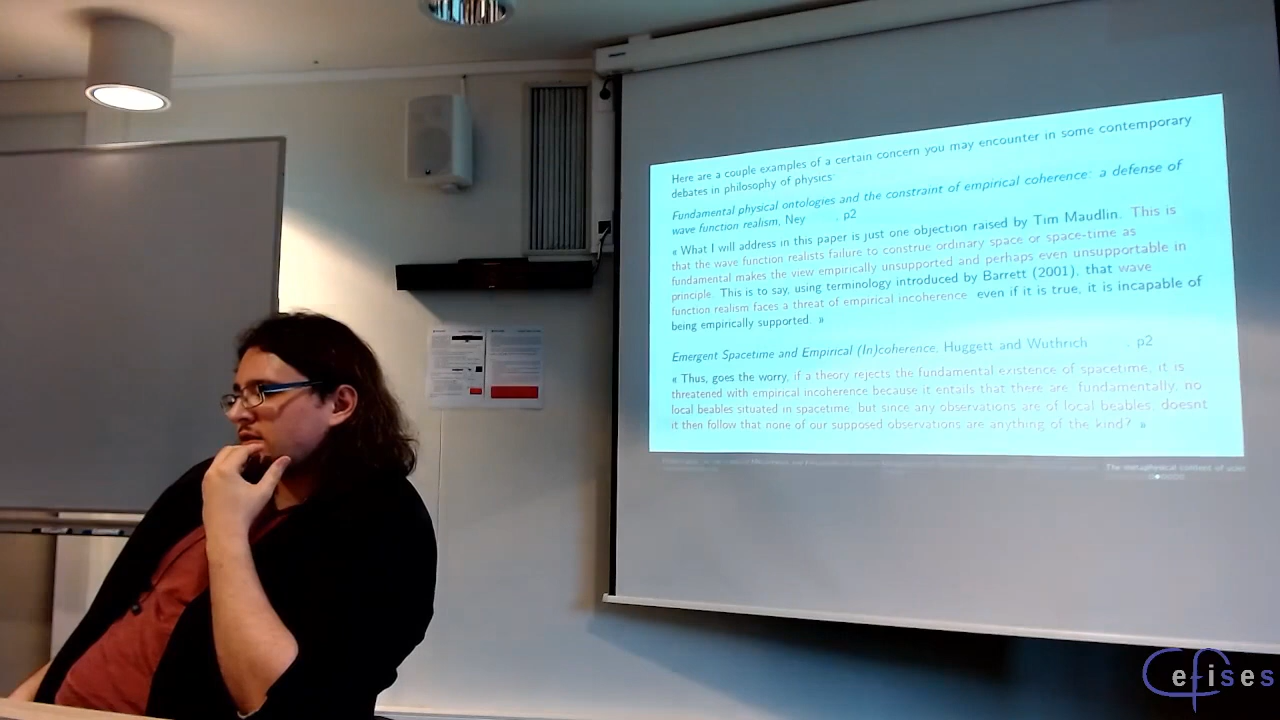 Here are a couple examples of a certain concern you may encounter in some contemporary
debates in philosophy of physics:
Fundamental physical ontologies and the constraint of empirical coherence: a defense of
wave function realism, Ney , p2
« What I will address in this paper is just one objection raised by Tim Maudlin. This is
that the wave function realists failure to construe ordinary space or space-time as
fundamental makes the view empirically unsupported and perhaps even unsupportable in
principle. This is to say, using terminology introduced by Barrett (2001), that wave
function realism faces a threat of empirical incoherence even if it is true, it is incapable of
being empirically supported »
Emergent Spacetime and Empirical (In)coherence, Huggett and Wuthrich , p2
« Thus, goes the worry, if a theory rejects the fundamental existence of spacetime, it is
threatened with empirical incoherence because it entails that there are fundamentally, no
local beables situated in spacetime, but since any observations are of local beables, doesnt
it then follow that none of our supposed observations are anything of the kind? »
The metaphysical content of
efises